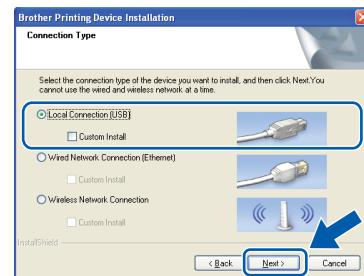 Brother Printing Device Installation
Connection Type
Select the connection type of the device you want to install, and then click Next.You
cannot use the wired and wireless network at a time.
Local Connection (USB)
Custom Install
Wired Network Connection (Ethernet)
Custom Install
Wireless Network Connection
Custom Install
InstallShield
< Back
Next >
Cancel